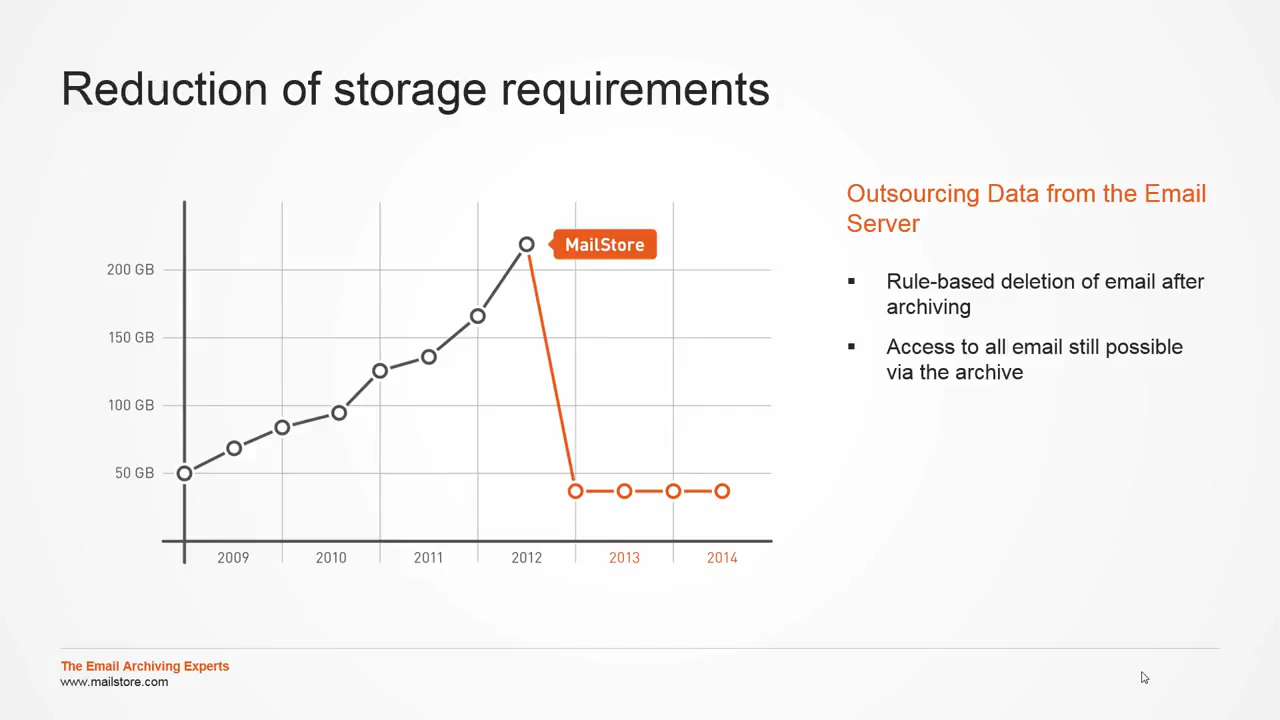 Reduction of storage requirements
Outsourcing Data from the Email
Server
▪ Rule-based deletion of email after
archiving
▪ Access to all email still possible
via the archive
MailStore
200 GB
150 GB
100 GB
50 GB
2009 2010 2011 2012 2013 2014
The Email Archiving Experts
www.mailstore.com